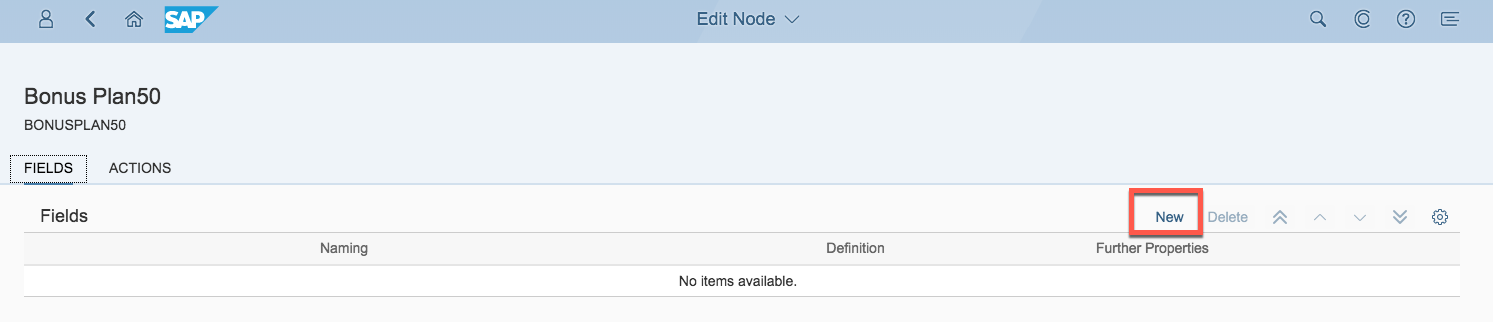 SAP Edit Node
Bonus Plan50
BONUSPLAN50
FIELDS ACTIONS
Fields New Delete
Naming Definition Further Properties
No items available.